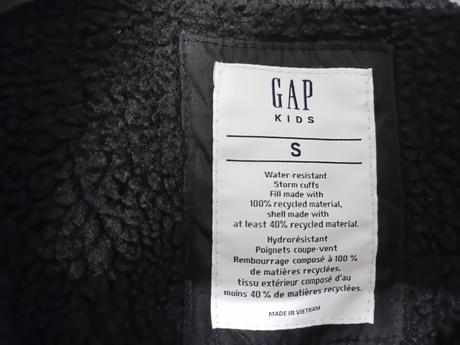 GAP
KIDS
S
Water-resistant
Storm cuffs
Fill made with
100% recycled material,
shell made with
at least 40% recycled material.
Hydrorésistant
Poignets coupe-vent
Rembourrage composé à 100 %
de matières recyclées,
tissu extérieur composé d'au
moins 40 % de matières recyclées.
MADE IN VIETNAM